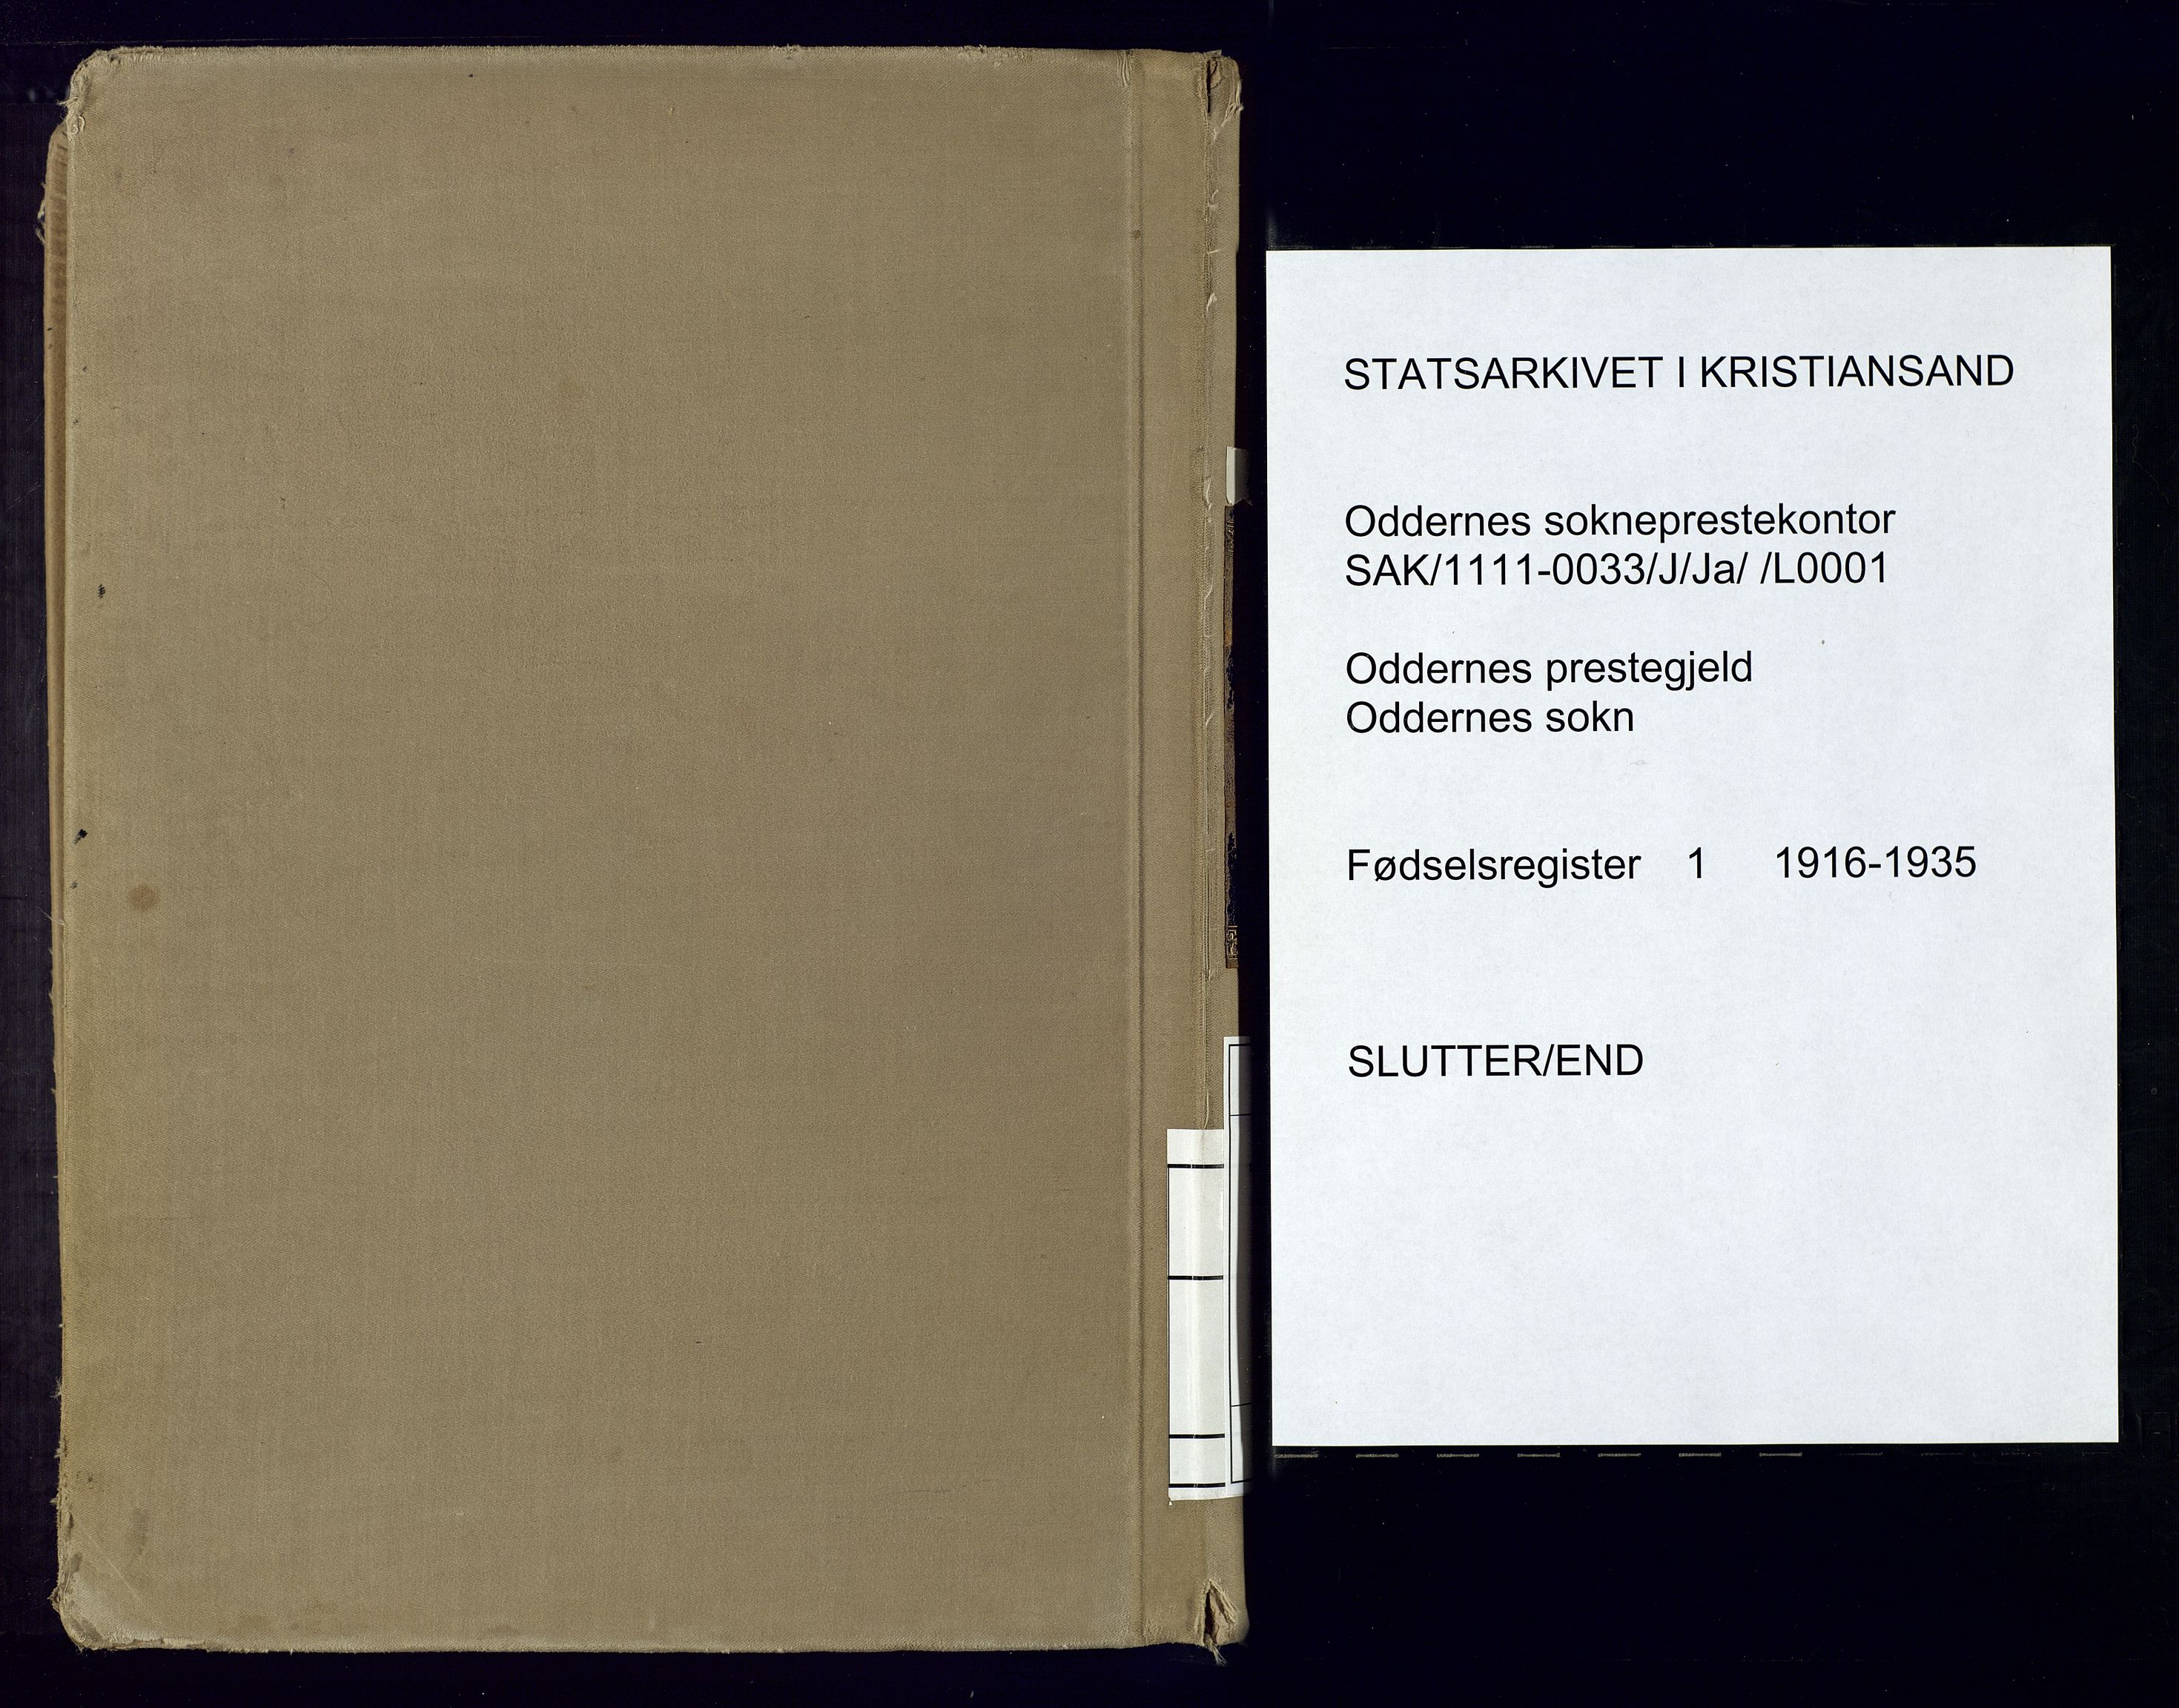 STATSARKIVET I KRISTIANSAND
Oddernes sokneprestekontor
SAK/1111-0033/J/Ja/ /L0001
Oddernes prestegjeld
Oddernes sokn
Fødselsregister 1 1916-1935
SLUTTER/END